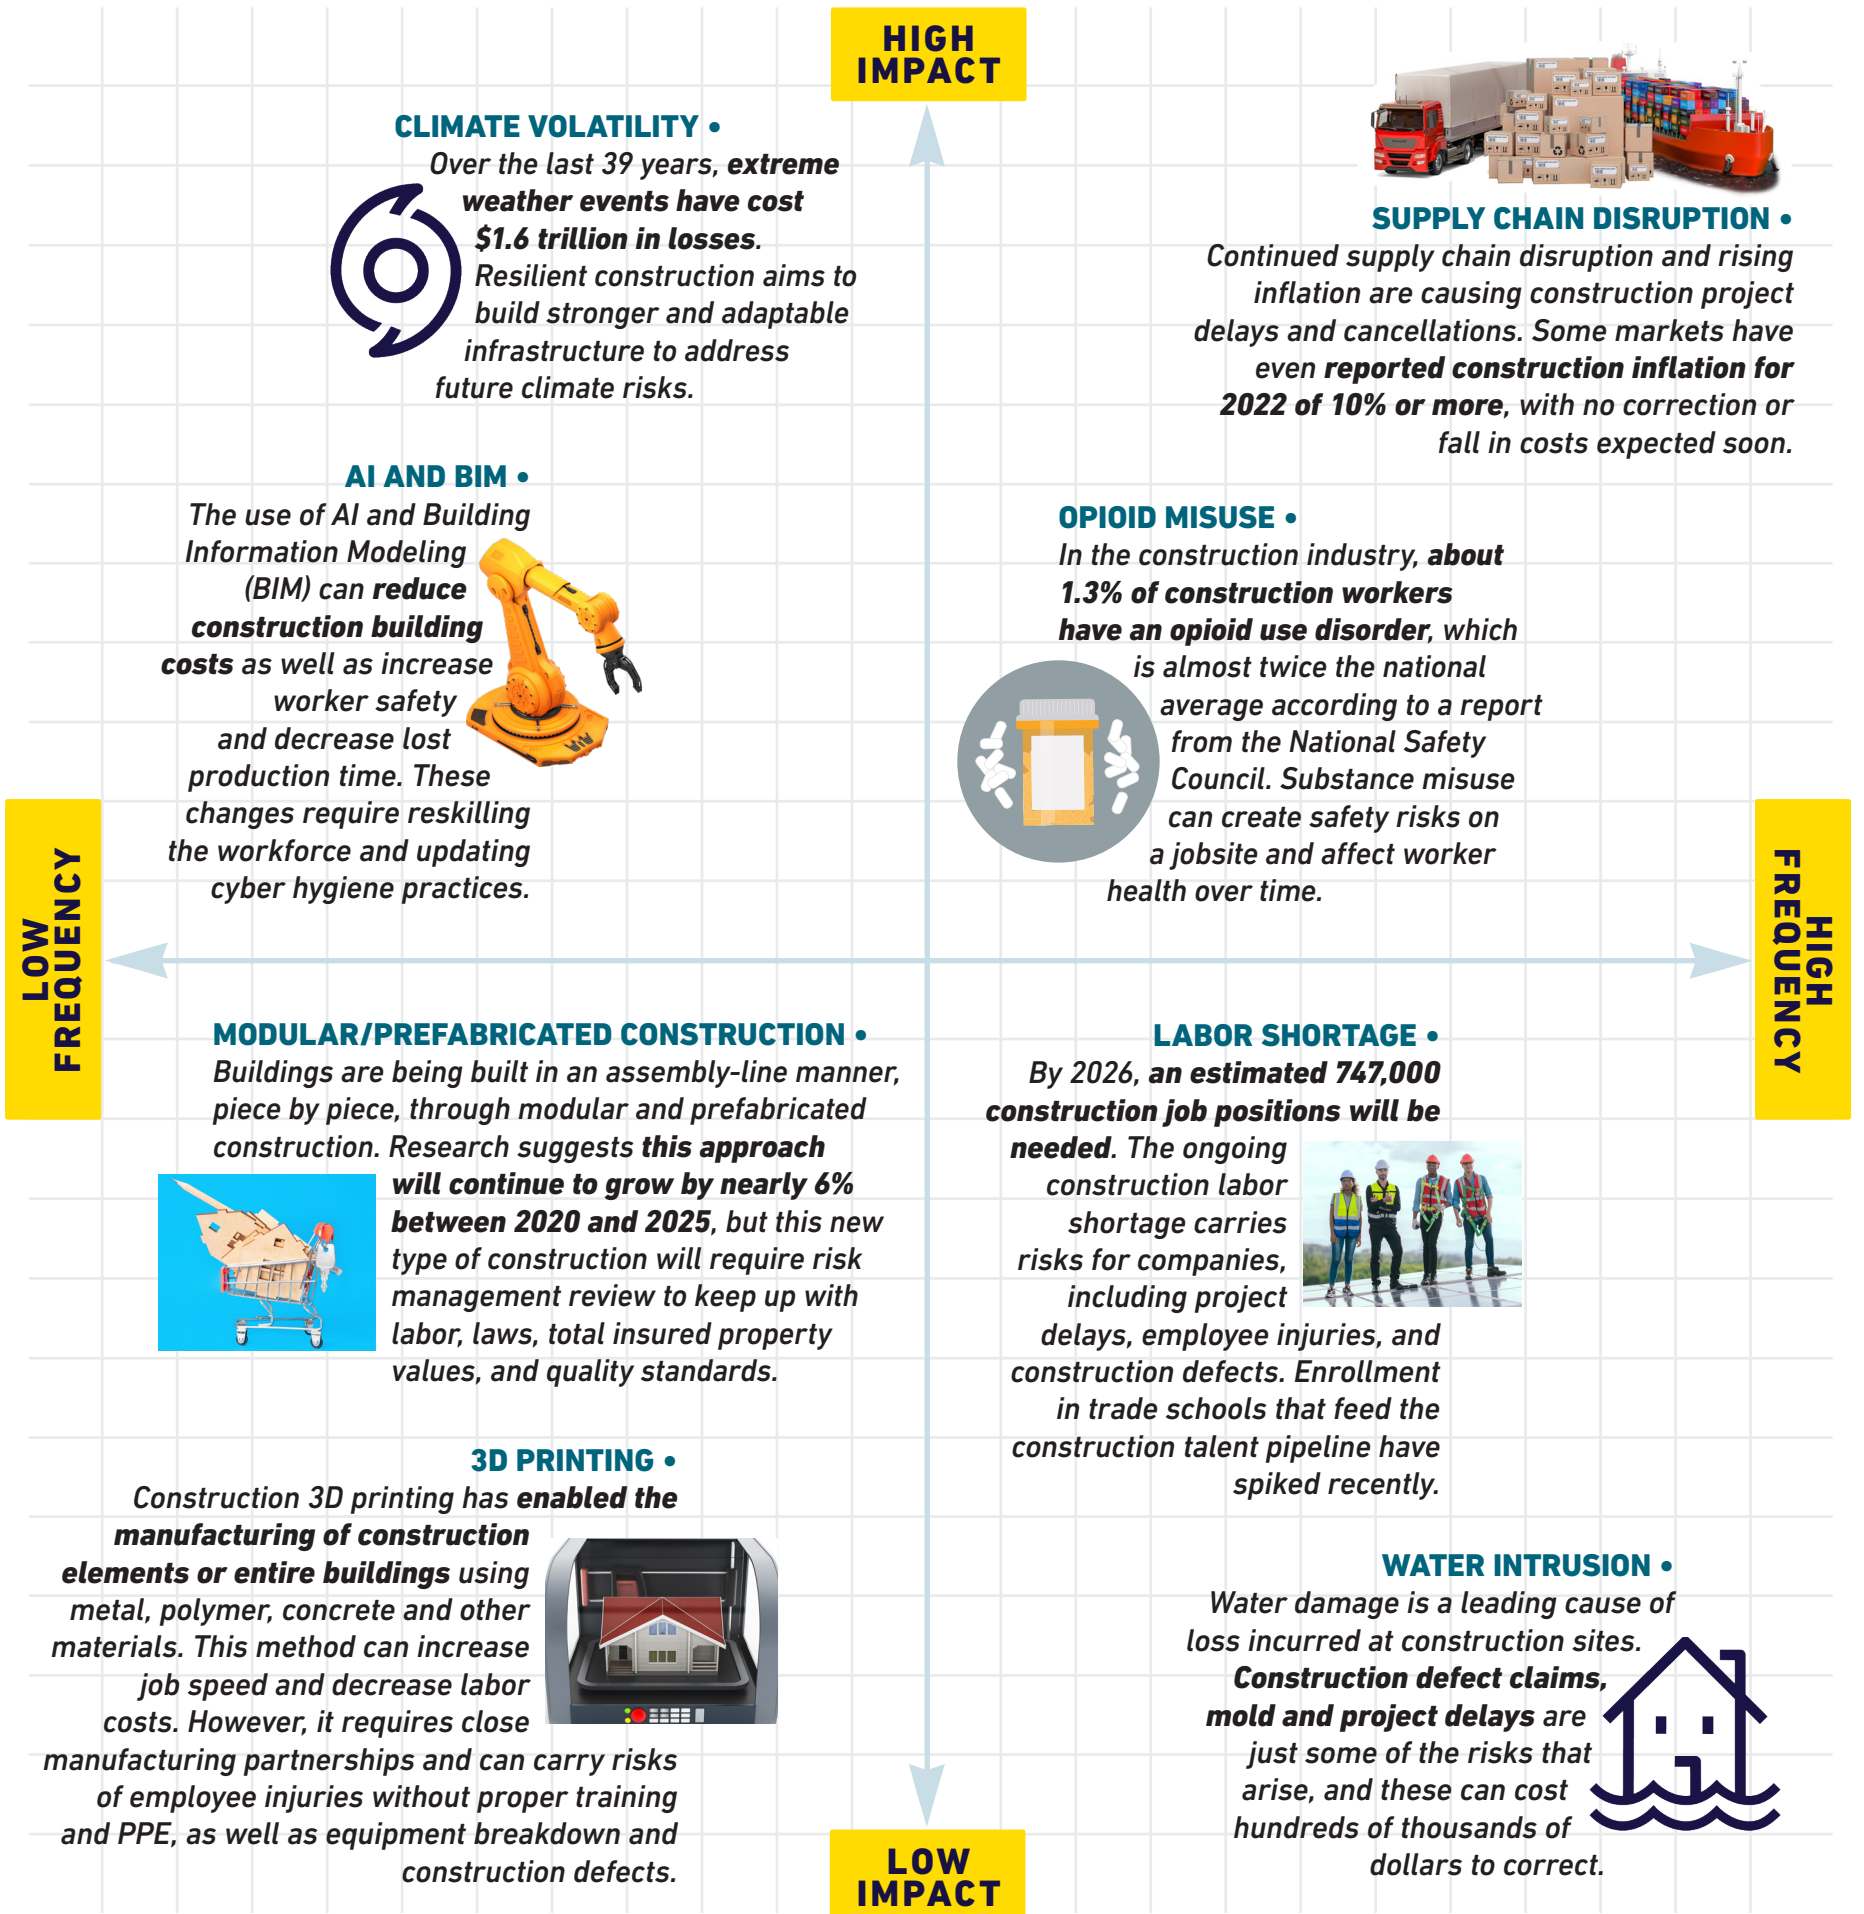 HIGH
IMPACT
CLIMATE VOLATILITY •
Over the last 39 years, extreme
weather events have cost
$1.6 trillion in losses.
Resilient construction aims to
build stronger and adaptable
infrastructure to address
future climate risks.
SUPPLY CHAIN DISRUPTION •
Continued supply chain disruption and rising
inflation are causing construction project
delays and cancellations. Some markets have
even reported construction inflation for
2022 of 10% or more, with no correction or
fall in costs expected soon.
AI AND BIM •
The use of AI and Building
Information Modeling
(BIM) can reduce
construction building
costs as well as increase
worker safety
and decrease lost
production time. These
changes require reskilling
the workforce and updating
cyber hygiene practices.
OPIOID MISUSE •
In the construction industry, about
1.3% of construction workers
have an opioid use disorder, which
is almost twice the national
average according to a report
from the National Safety
Council. Substance misuse
can create safety risks on
a jobsite and affect worker
health over time.
LOW
FREQUENCY
HIGH
FREQUENCY
MODULAR/PREFABRICATED CONSTRUCTION •
Buildings are being built in an assembly-line manner,
piece by piece, through modular and prefabricated
construction. Research suggests this approach
will continue to grow by nearly 6%
between 2020 and 2025, but this new
type of construction will require risk
management review to keep up with
labor, laws, total insured property
values, and quality standards.
LABOR SHORTAGE •
By 2026, an estimated 747,000
construction job positions will be
needed. The ongoing
construction labor
shortage carries
risks for companies,
including project
delays, employee injuries, and
construction defects. Enrollment
in trade schools that feed the
construction talent pipeline have
spiked recently.
3D PRINTING •
Construction 3D printing has enabled the
manufacturing of construction
elements or entire buildings using
metal, polymer, concrete and other
materials. This method can increase
job speed and decrease labor
costs. However, it requires close
manufacturing partnerships and can carry risks
of employee injuries without proper training
and PPE, as well as equipment breakdown and
construction defects.
WATER INTRUSION •
Water damage is a leading cause of
loss incurred at construction sites.
Construction defect claims,
mold and project delays are
just some of the risks that
arise, and these can cost
hundreds of thousands of
dollars to correct.
LOW
IMPACT